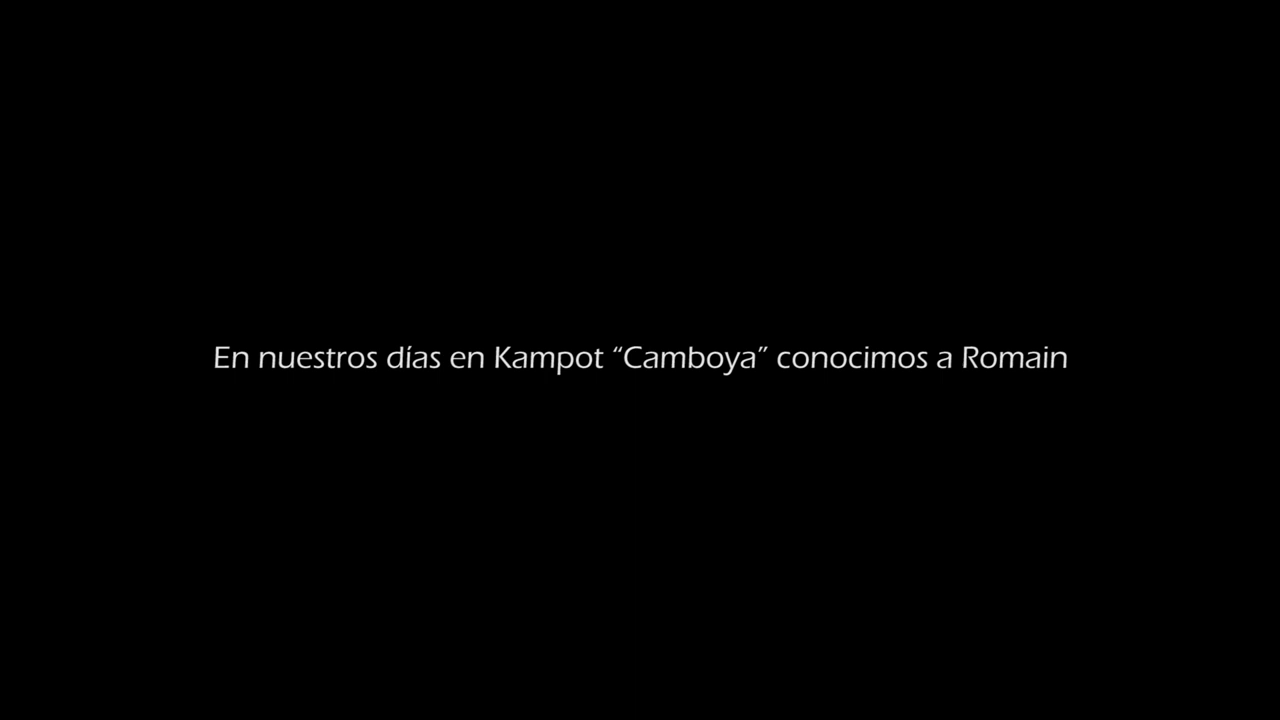 En nuestros días en Kampot “Camboya” conocimos a Romain